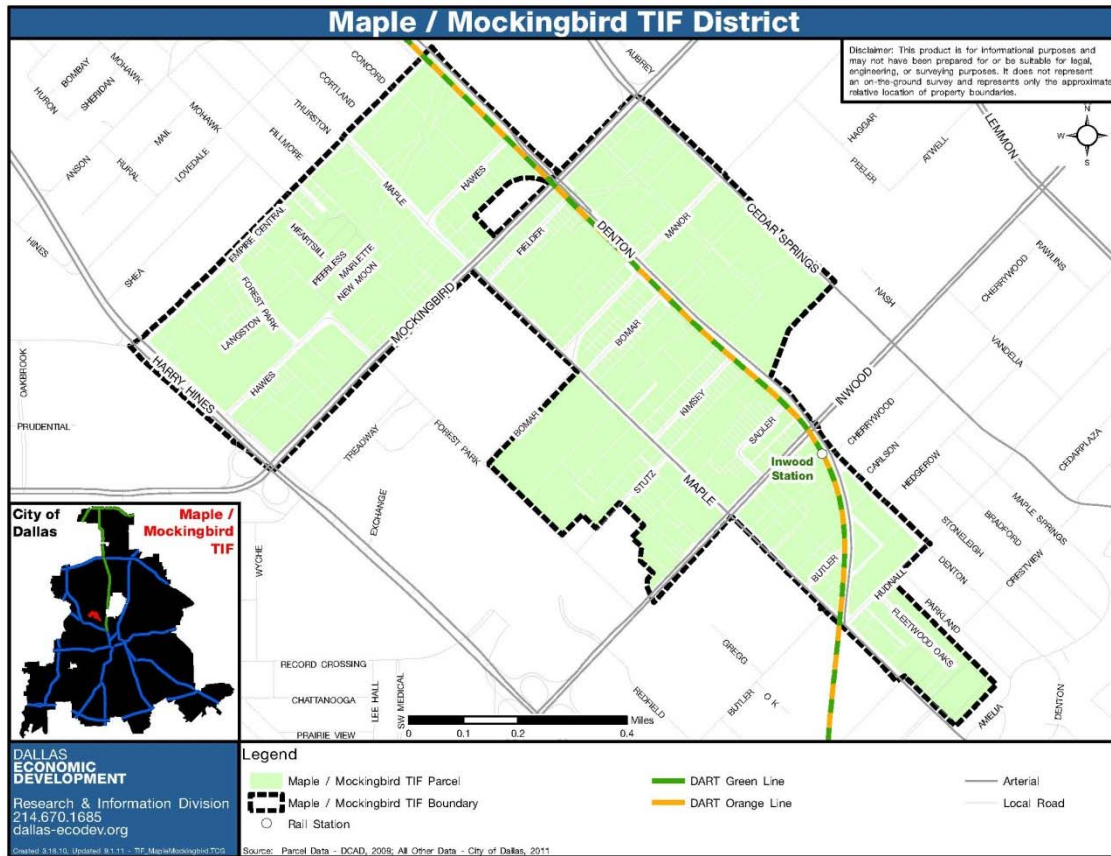 Maple / Mockingbird TIF District
Disclaimer: This product is for informational purposes and
may not have been prepared for or be suitable for legal,
engineering, or surveying purposes. It does not represent
an on-the-ground survey and represents only the approximate
relative location of property boundaries.
N
W
E
S
BOMBAY
MOHAWK
SHERIDAN
HURON
CONCORD
CORTLAND
THURSTON
FILLMORE
MOHAWK
MAIL
LOVEDALE
RURAL
ANSON
HINES
SHEA
AUBREY
LEMMON
HAGGAR
ATWELL
PEELER
MAPLE
HAWES
EMPIRE CENTRAL
HEARTSILL
PEERLESS
MARLETTE
NEW MOON
FOREST PARK
LANGSTON
HAWES
MOCKINGBIRD
FIELDER
DENTON
MANOR
CEDAR SPRINGS
RAWLINS
CHERRYWOOD
NASH
VANDELIA
INWOOD
OAKBROOK
PRUDENTIAL
HARRY HINES
BOMAR
KIMSEY
SADLER
BOMAR
FOREST PARK
TREADWAY
EXCHANGE
STUTZ
MAPLE
Inwood
Station
CHERRYWOOD
CARLSON
HEDGEROW
CEDARPLAZA
MAPLE SPRINGS
BRADFORD
STONELEIGH
CRESTVIEW
DENTON
WYCHE
BUTLER
HUDNALL
PARKLAND
FLEETWOOD OAKS
GREGG
BUTLER
O K
REDFIELD
AMELIA
DENTON
RECORD CROSSING
CHATTANOOGA
PRAIRIE VIEW
LEE HALL
SW MEDICAL
Miles
0
0.1
0.2
0.4
City of
Dallas
Maple /
Mockingbird
TIF
DALLAS
ECONOMIC
DEVELOPMENT
Research & Information Division
214.670.1685
dallas-ecodev.org
Created 3.18.10, Updated 9.1.11 - TIF_MapleMockingbird.TCG
Legend
Maple / Mockingbird TIF Parcel
Maple / Mockingbird TIF Boundary
Rail Station
DART Green Line
DART Orange Line
Arterial
Local Road
Source: Parcel Data - DCAD, 2009; All Other Data - City of Dallas, 2011